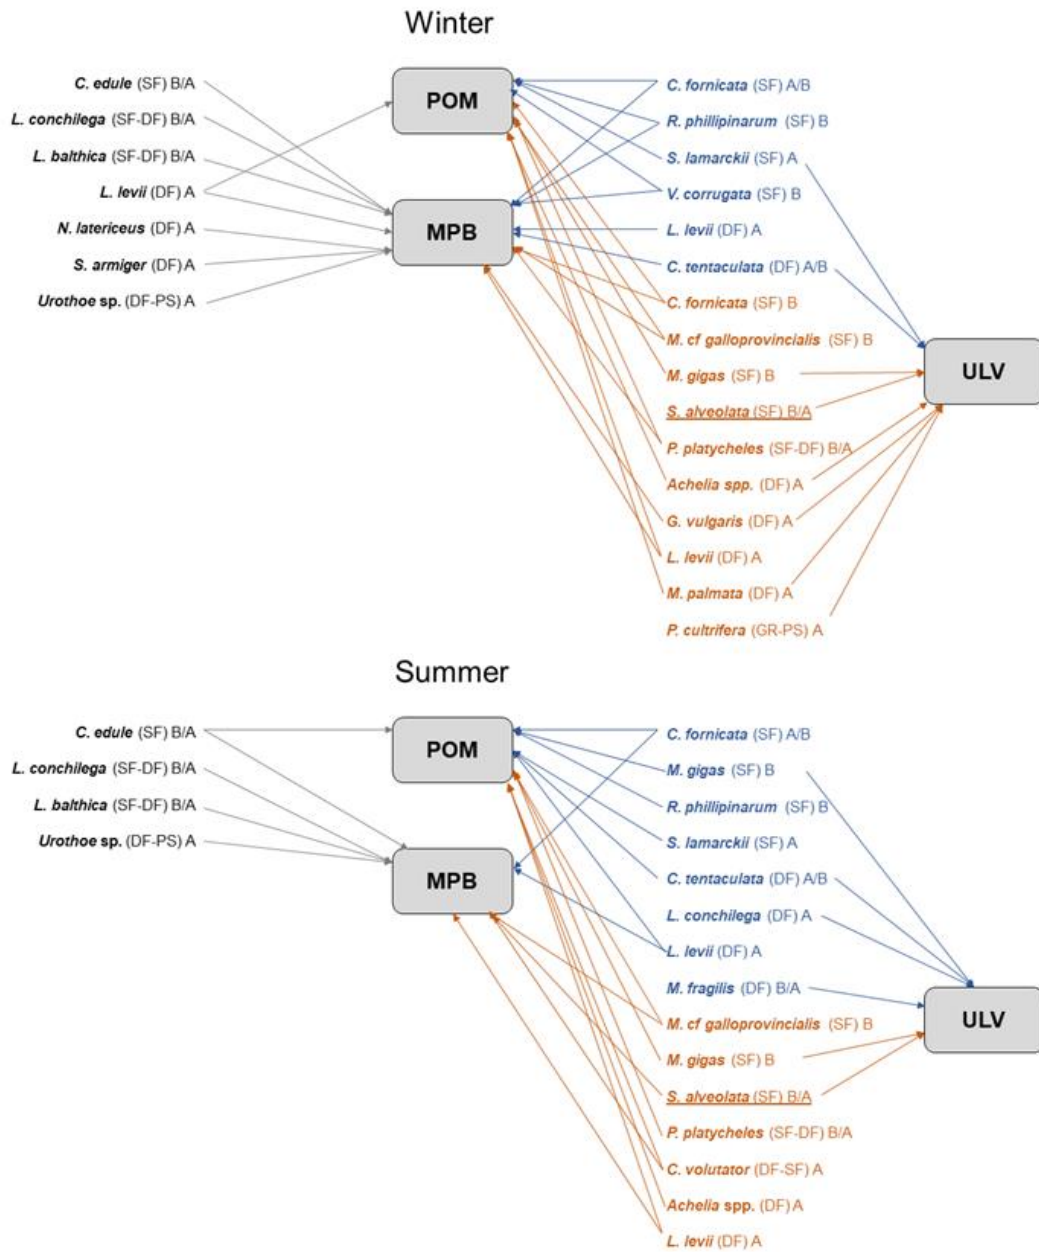 Winter
C. edule (SF) B/A
L. conchilega (SF-DF) B/A
L. balthica (SF-DF) B/A
L. levii (DF) A
N. latericeus (DF) A
S. armiger (DF) A
Urothoe sp. (DF-PS) A
POM
MPB
C. fornicata (SF) A/B
R. phillipinarum (SF) B
S. lamarckii (SF) A
V. corrugata (SF) B
L. levii (DF) A
C. tentaculata (DF) A/B
C. fornicata (SF) B
M. cf galloprovincialis (SF) B
M. gigas (SF) B
S. alveolata (SF) B/A
P. platycheles (SF-DF) B/A
Achelia spp. (DF) A
G. vulgaris (DF) A
L. levii (DF) A
M. palmata (DF) A
P. cultrifera (GR-PS) A
ULV
Summer
C. edule (SF) B/A
L. conchilega (SF-DF) B/A
L. balthica (SF-DF) B/A
Urothoe sp. (DF-PS) A
POM
MPB
C. fornicata (SF) A/B
M. gigas (SF) B
R. phillipinarum (SF) B
S. lamarckii (SF) A
C. tentaculata (DF) A/B
L. conchilega (DF) A
L. levii (DF) A
M. fragilis (DF) B/A
M. cf galloprovincialis (SF) B
M. gigas (SF) B
S. alveolata (SF) B/A
P. platycheles (SF-DF) B/A
C. volutator (DF-SF) A
Achelia spp. (DF) A
L. levii (DF) A
ULV